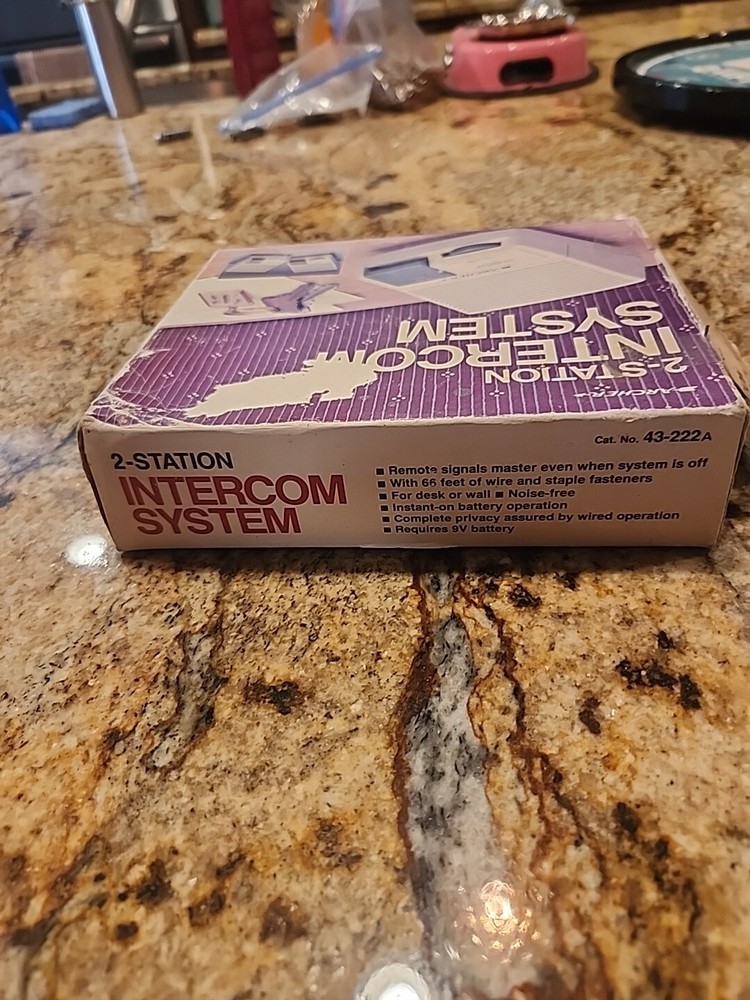 ARCHER
2-STATION
INTERCOM
SYSTEM
INTERCOM
Cat. No. 43-222A
2-STATION
INTERCOM
SYSTEM
■ Remote signals master even when system is off
■ With 66 feet of wire and staple fasteners
■ For desk or wall ■ Noise-free
■ Instant-on battery operation
■ Complete privacy assured by wired operation
■ Requires 9V battery